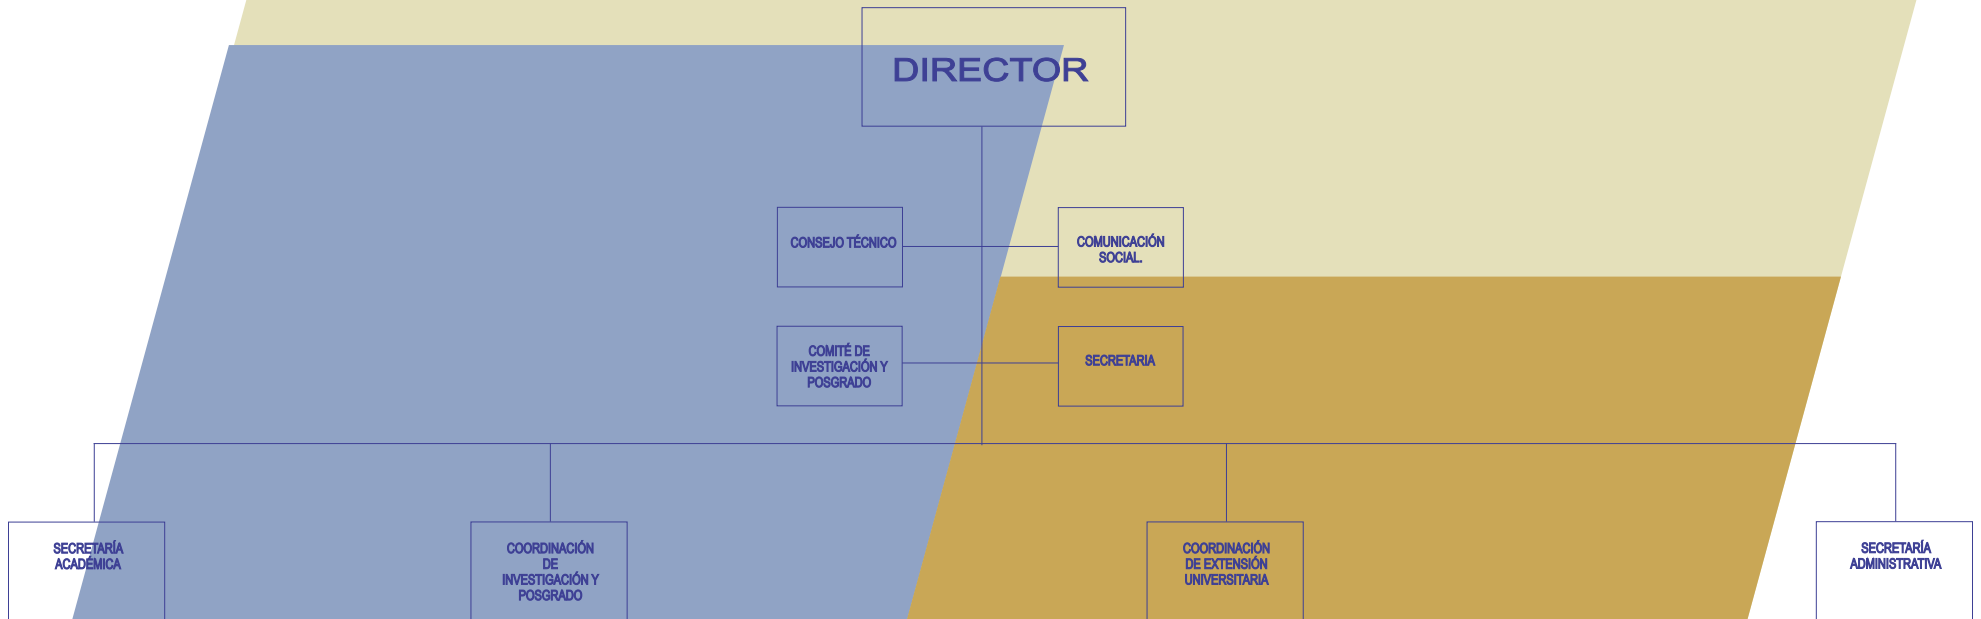 DIRECTOR
CONSEJO TÉCNICO
COMUNICACIÓN
SOCIAL.
COMITÉ DE
INVESTIGACIÓN Y
POSGRADO
SECRETARIA
SECRETARÍA
ACADÉMICA
COORDINACIÓN
DE
INVESTIGACIÓN Y
POSGRADO
COORDINACIÓN
DE EXTENSIÓN
UNIVERSITARIA
SECRETARÍA
ADMINISTRATIVA